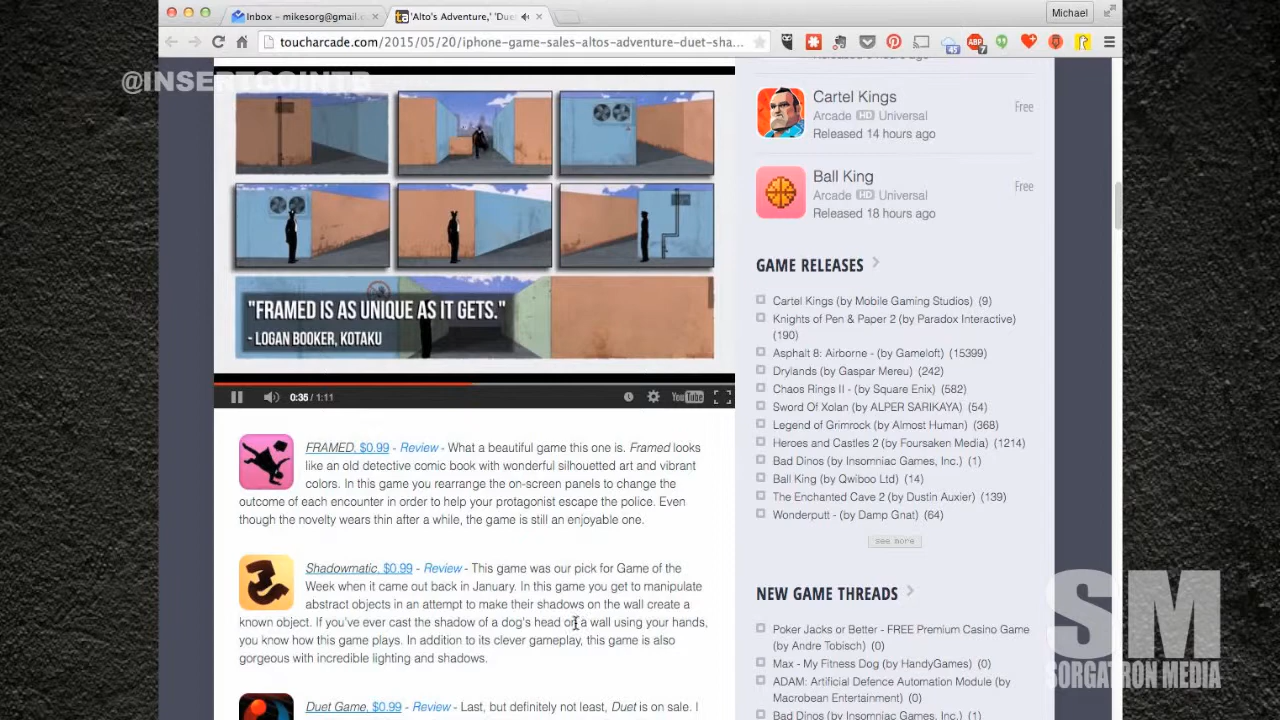 Inbox – mikesorg@gmail.c
'Alto's Adventure,' 'Due
Michael
toucharcade.com/2015/05/20/iphone-game-sales-altos-adventure-duet-sha...
45
ABP
7
@INSERTCOINTB
"FRAMED IS AS UNIQUE AS IT GETS."
- LOGAN BOOKER, KOTAKU
0:35 / 1:11
YouTube
FRAMED, $0.99 - Review - What a beautiful game this one is. Framed looks
like an old detective comic book with wonderful silhouetted art and vibrant
colors. In this game you rearrange the on-screen panels to change the
outcome of each encounter in order to help your protagonist escape the police. Even
though the novelty wears thin after a while, the game is still an enjoyable one.
Shadowmatic, $0.99 - Review - This game was our pick for Game of the
Week when it came out back in January. In this game you get to manipulate
abstract objects in an attempt to make their shadows on the wall create a
known object. If you've ever cast the shadow of a dog's head on a wall using your hands,
you know how this game plays. In addition to its clever gameplay, this game is also
gorgeous with incredible lighting and shadows.
Duet Game, $0.99 - Review - Last, but definitely not least, Duet is on sale. I
Cartel Kings
Free
Arcade HD Universal
Released 14 hours ago
Ball King
Free
Arcade HD Universal
Released 18 hours ago
GAME RELEASES
Cartel Kings (by Mobile Gaming Studios) (9)
Knights of Pen & Paper 2 (by Paradox Interactive)
(190)
Asphalt 8: Airborne - (by Gameloft) (15399)
Drylands (by Gaspar Mereu) (242)
Chaos Rings II - (by Square Enix) (582)
Sword Of Xolan (by ALPER SARIKAYA) (54)
Legend of Grimrock (by Almost Human) (368)
Heroes and Castles 2 (by Foursaken Media) (1214)
Bad Dinos (by Insomniac Games, Inc.) (1)
Ball King (by Qwiboo Ltd) (14)
The Enchanted Cave 2 (by Dustin Auxier) (139)
Wonderputt - (by Damp Gnat) (64)
see more
NEW GAME THREADS
Poker Jacks or Better - FREE Premium Casino Game
(by Andre Tobisch) (0)
Max - My Fitness Dog (by HandyGames) (0)
ADAM: Artificial Defence Automation Module (by
Macrobean Entertainment) (0)
Bad Dinos (by Insomniac Games, Inc.) (1)
SM
SORGATRON MEDIA